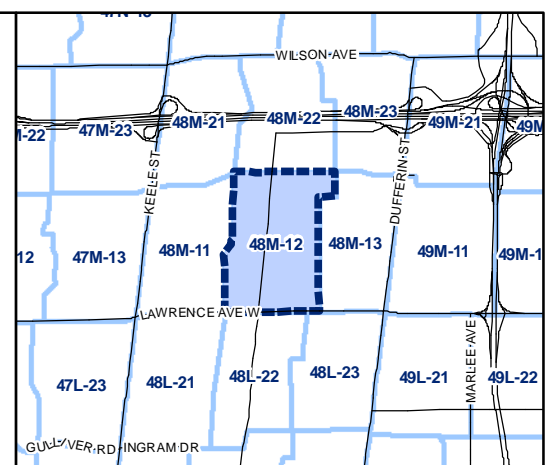 WILSON AVE
48M-23
47M-23
48M-21
48M-22
49M-21
KEELE ST
DUFFERIN ST
12
47M-13
48M-11
48M-12
48M-13
49M-11
49M-1
LAWRENCE AVE W
MARLEE AVE
47L-23
48L-21
48L-22
48L-23
49L-21
49L-22
GULLIVER RD INGRAM DR